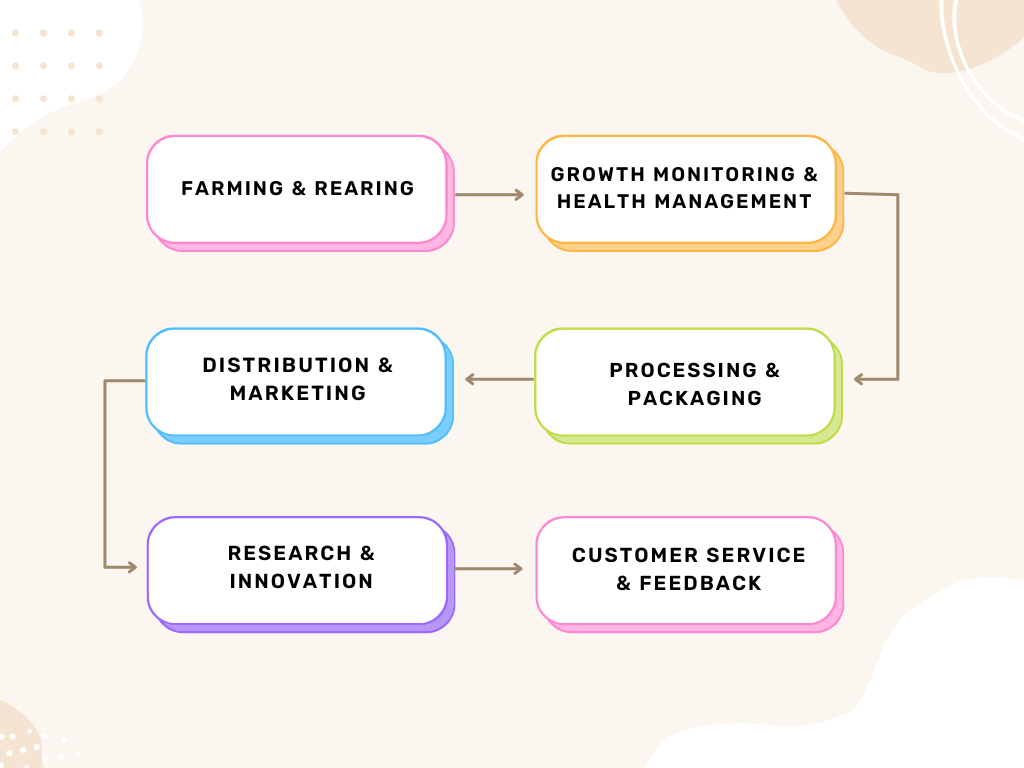 FARMING & REARING
GROWTH MONITORING &
HEALTH MANAGEMENT
PROCESSING &
PACKAGING
DISTRIBUTION &
MARKETING
RESEARCH &
INNOVATION
CUSTOMER SERVICE
& FEEDBACK